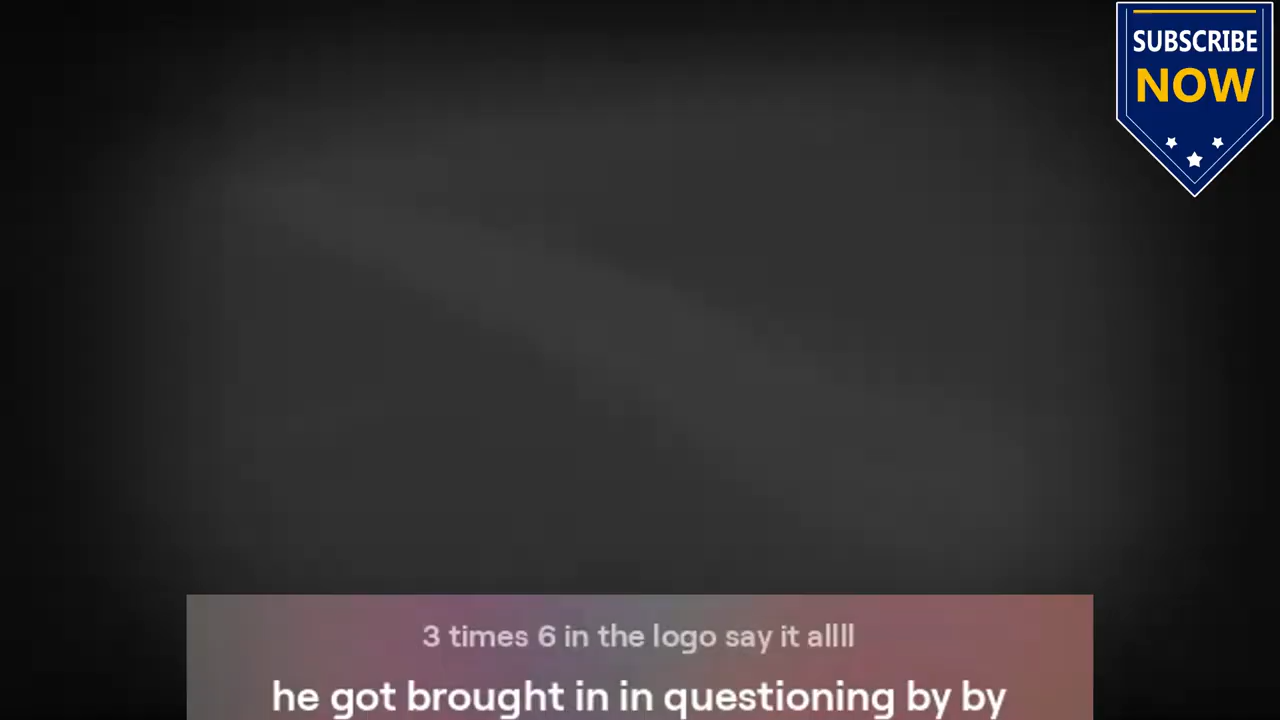 SUBSCRIBE
NOW
3 times 6 in the logo say it allll
he got brought in in questioning by by